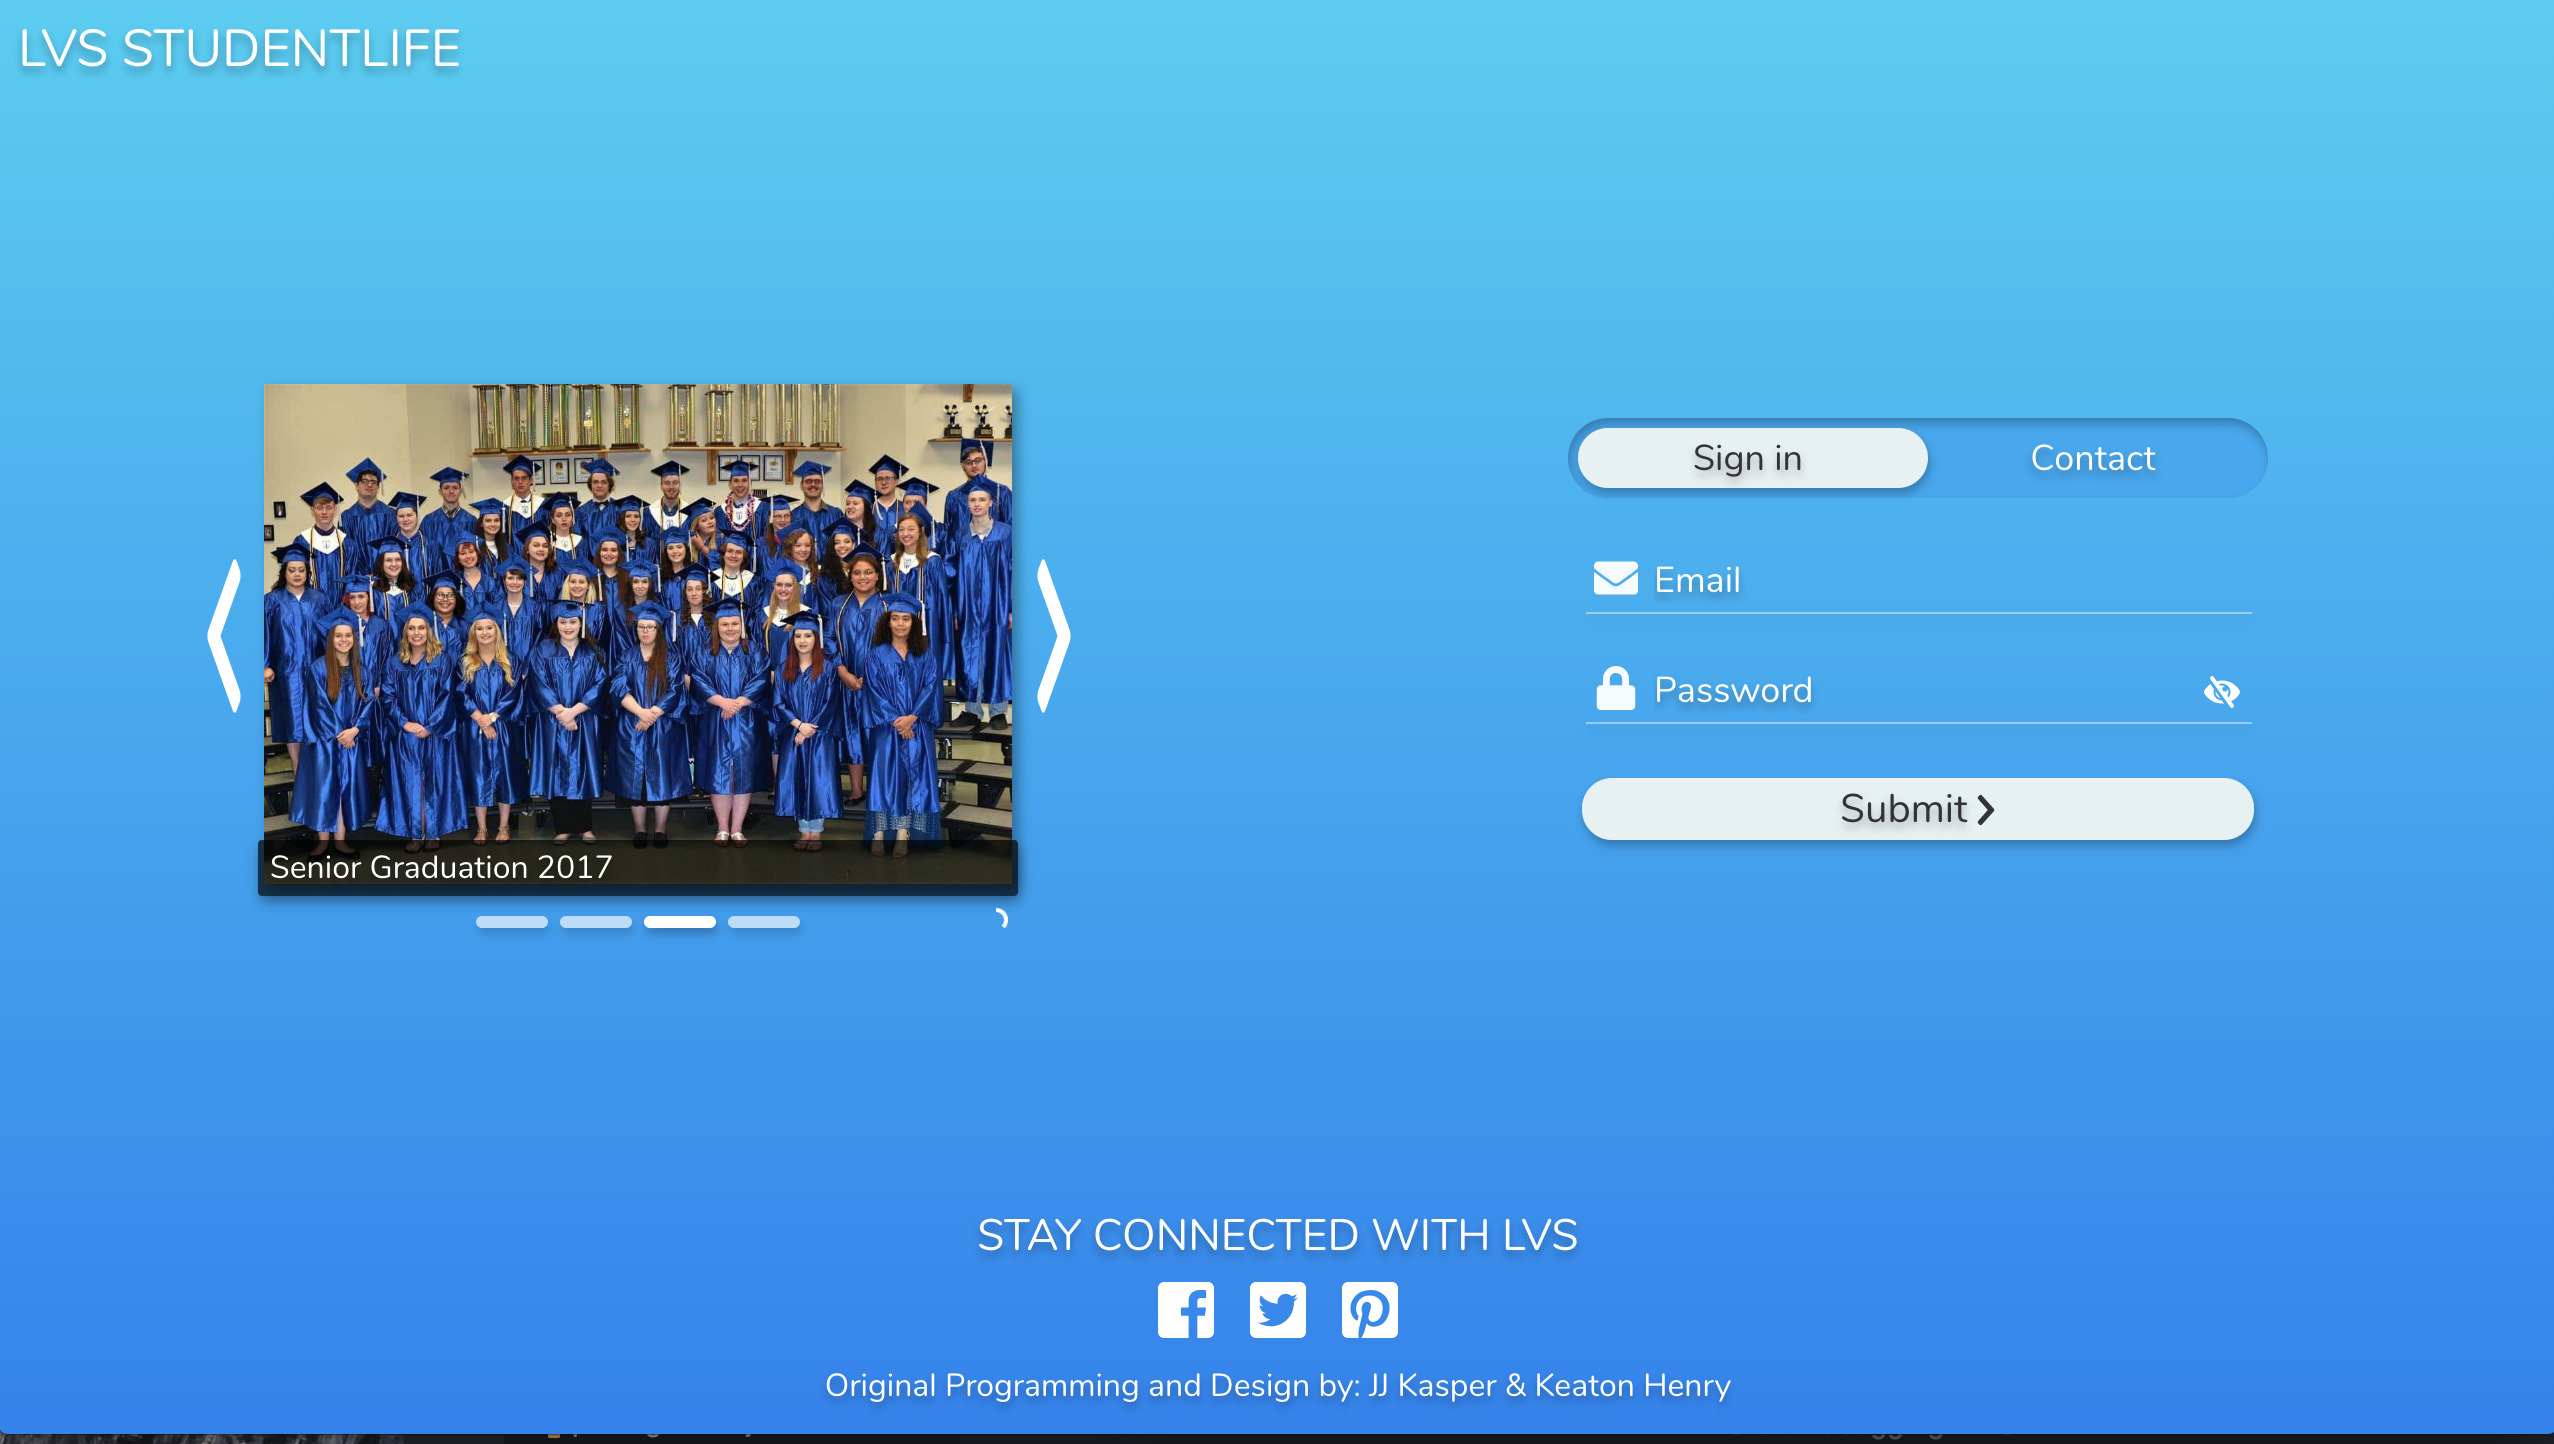 LVS STUDENTLIFE
Sign in
Contact
Email
Password
Submit
Senior Graduation 2017
STAY CONNECTED WITH LVS
Original Programming and Design by: JJ Kasper & Keaton Henry